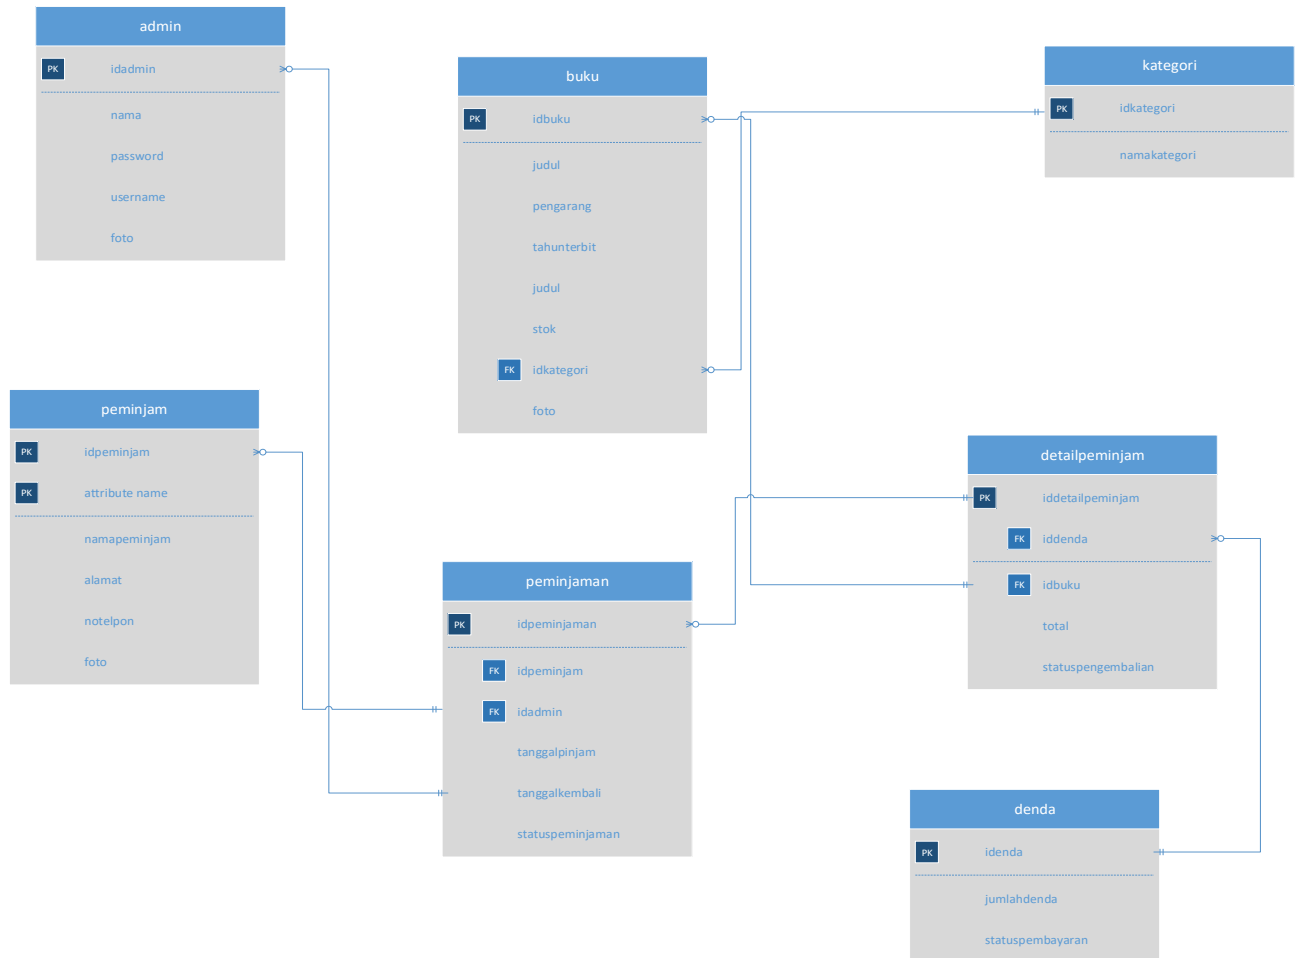 admin
PK idadmin
nama
password
username
foto
buku
PK idbuku
judul
pengarang
tahunterbit
judul
stok
FK idkategori
foto
kategori
PK idkategori
namakategori
peminjam
PK idpeminjam
PK attribute name
namapeminjam
alamat
notelpon
foto
peminjaman
PK idpeminjaman
FK idpeminjam
FK idadmin
tanggalpinjam
tanggalkembali
statuspeminjaman
detailpeminjam
PK iddetailpeminjam
FK iddenda
FK idbuku
total
statuspengembalian
denda
PK idenda
jumlahdenda
statuspembayaran